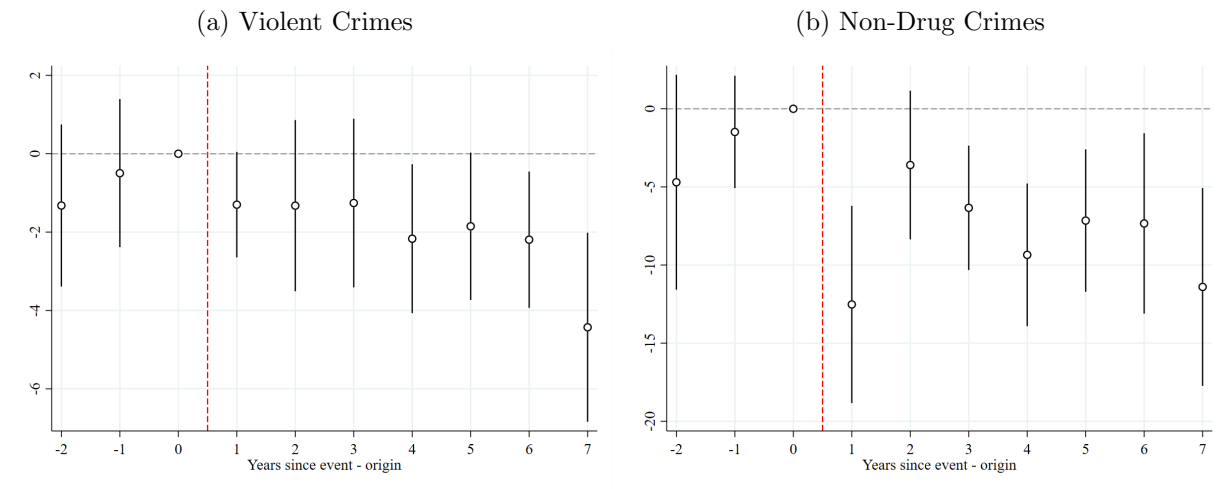 (a) Violent Crimes
2
0
-2
-4
-6
-2 -1 0 1 2 3 4 5 6 7
Years since event - origin
(b) Non-Drug Crimes
0
-5
-10
-15
-20
-2 -1 0 1 2 3 4 5 6 7
Years since event - origin